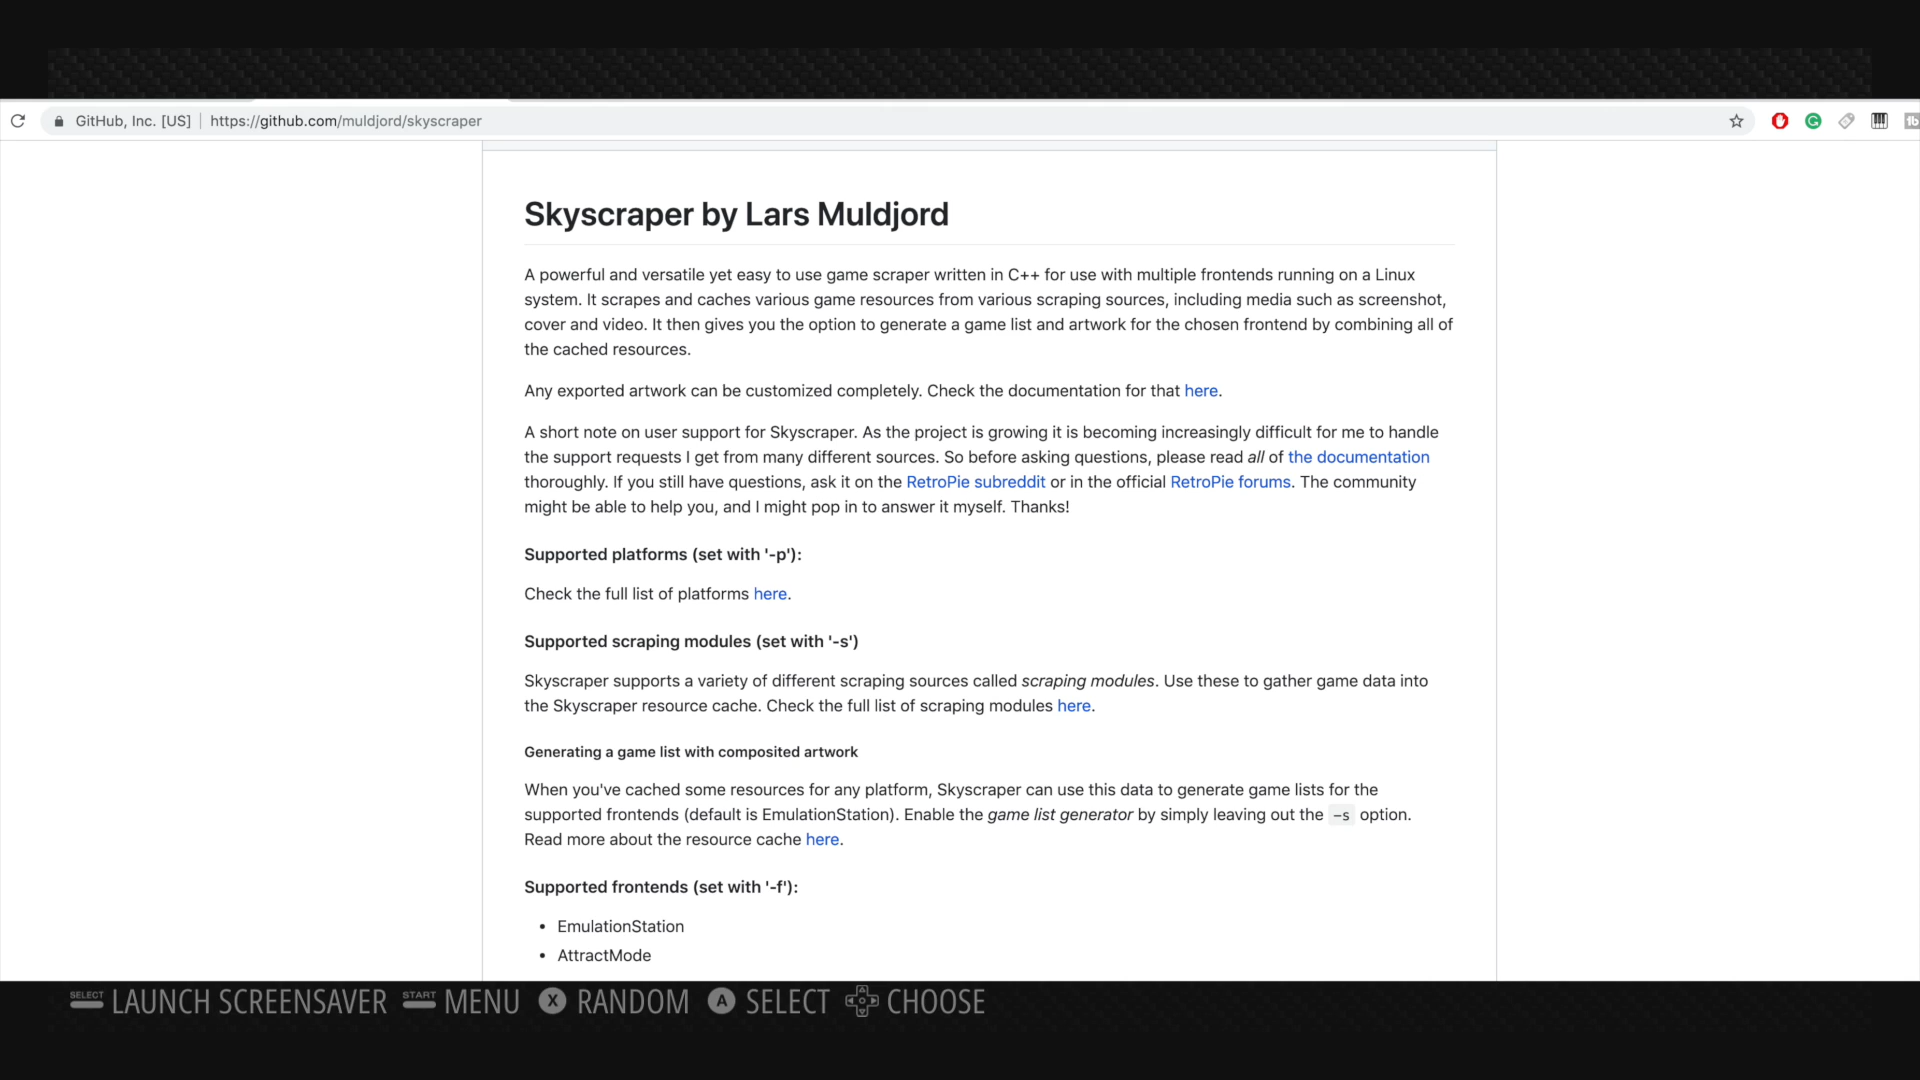 GitHub, Inc. [US] | https://github.com/muldjord/skyscraper
Skyscraper by Lars Muldjord
A powerful and versatile yet easy to use game scraper written in C++ for use with multiple frontends running on a Linux
system. It scrapes and caches various game resources from various scraping sources, including media such as screenshot,
cover and video. It then gives you the option to generate a game list and artwork for the chosen frontend by combining all of
the cached resources.
Any exported artwork can be customized completely. Check the documentation for that here.
A short note on user support for Skyscraper. As the project is growing it is becoming increasingly difficult for me to handle
the support requests I get from many different sources. So before asking questions, please read all of the documentation
thoroughly. If you still have questions, ask it on the RetroPie subreddit or in the official RetroPie forums. The community
might be able to help you, and I might pop in to answer it myself. Thanks!
Supported platforms (set with '-p'):
Check the full list of platforms here.
Supported scraping modules (set with '-s')
Skyscraper supports a variety of different scraping sources called scraping modules. Use these to gather game data into
the Skyscraper resource cache. Check the full list of scraping modules here.
Generating a game list with composited artwork
When you've cached some resources for any platform, Skyscraper can use this data to generate game lists for the
supported frontends (default is EmulationStation). Enable the game list generator by simply leaving out the -s option.
Read more about the resource cache here.
Supported frontends (set with '-f'):
• EmulationStation
• AttractMode
SELECT LAUNCH SCREENSAVER START MENU X RANDOM A SELECT CHOOSE